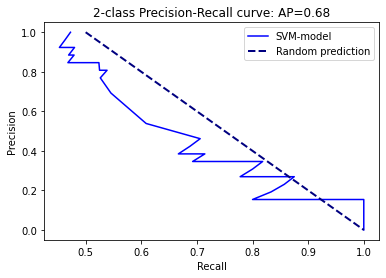 2-class Precision-Recall curve: AP=0.68
SVM-model
Random prediction
Precision
1.0
0.8
0.6
0.4
0.2
0.0
0.5 0.6 0.7 0.8 0.9 1.0
Recall